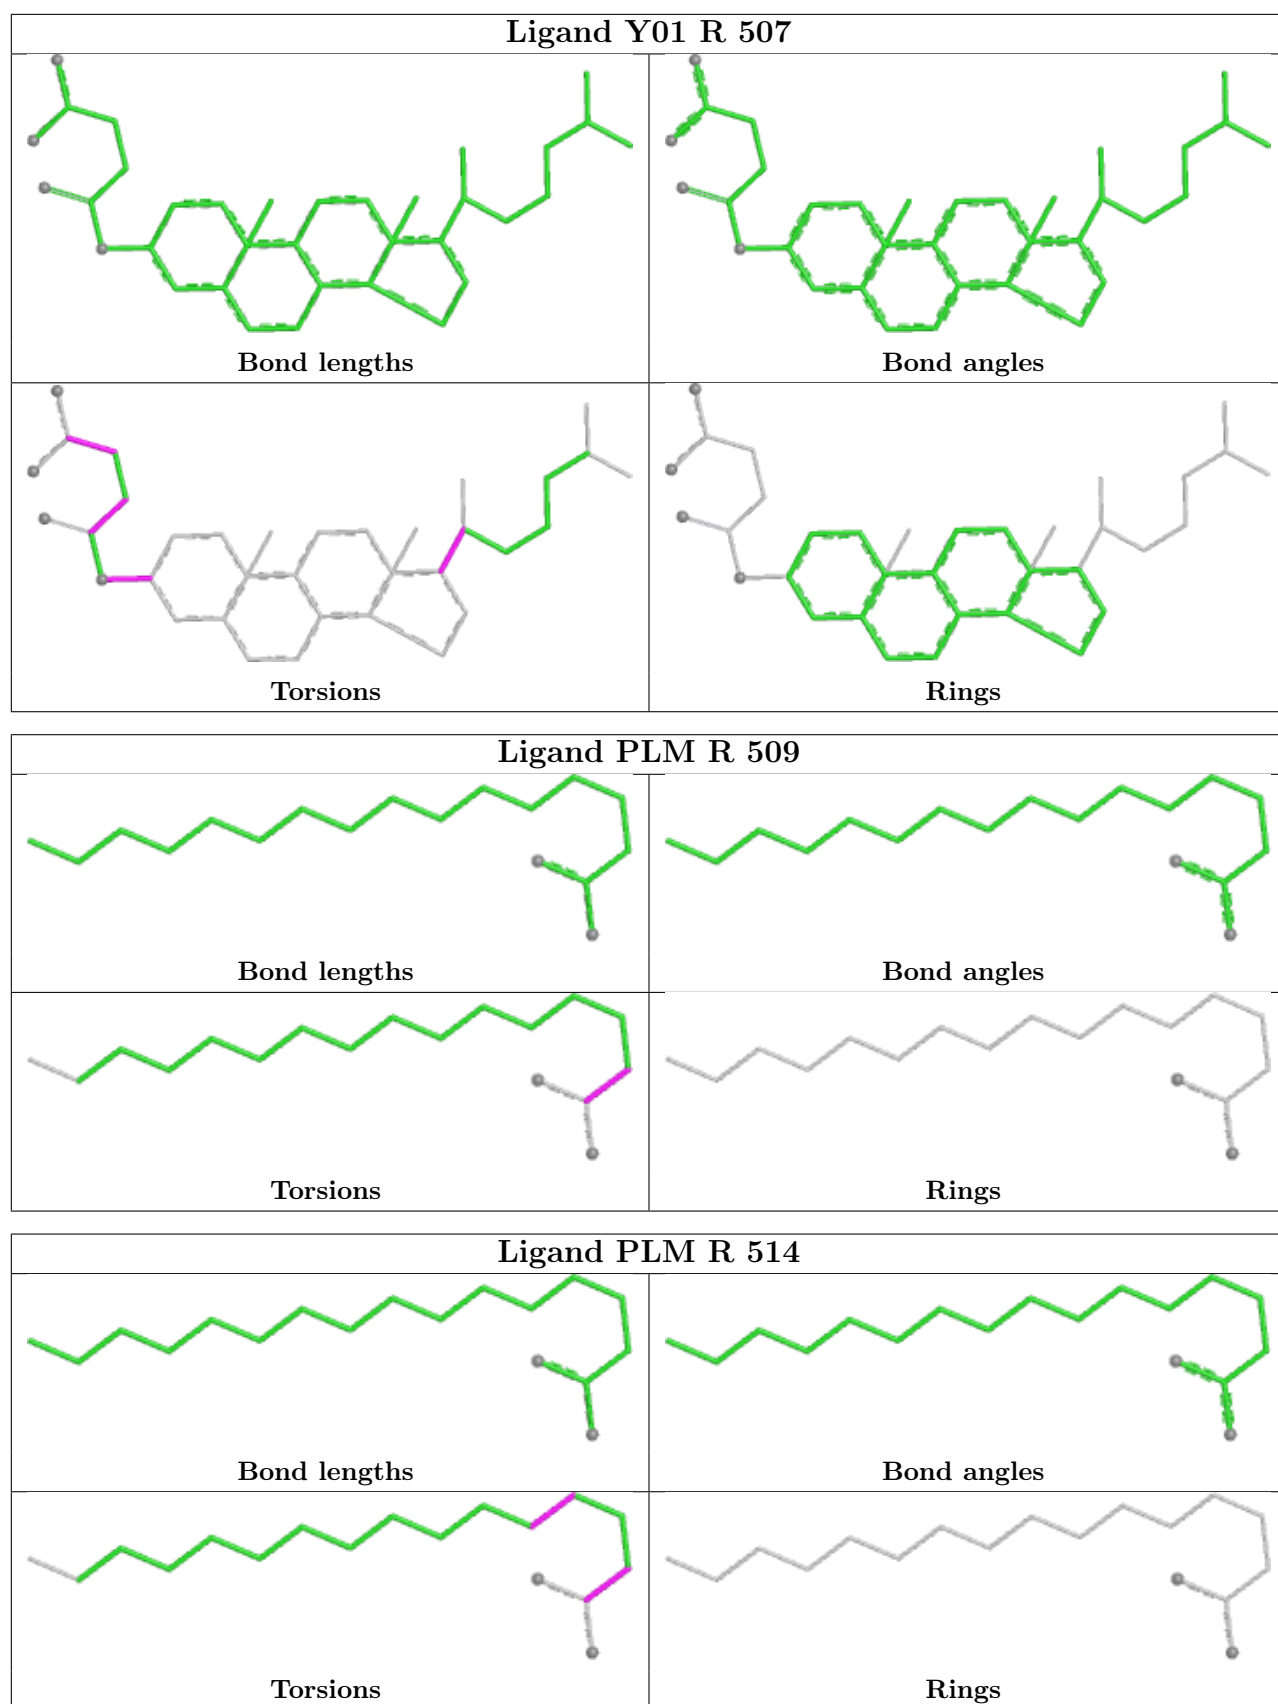 Ligand Y01 R 507
Bond lengths
Bond angles
Torsions
Rings
Ligand PLM R 509
Bond lengths
Bond angles
Torsions
Rings
Ligand PLM R 514
Bond lengths
Bond angles
Torsions
Rings